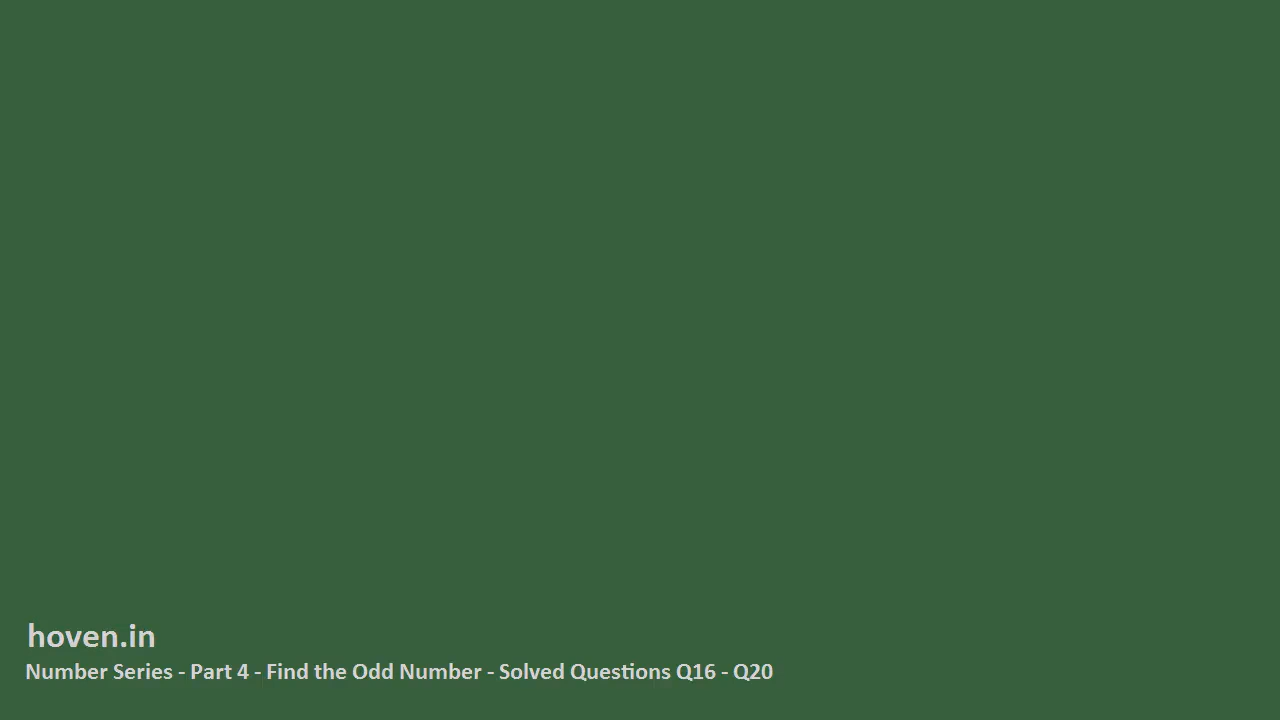 hoven.in
Number Series - Part 4 - Find the Odd Number - Solved Questions Q16 - Q20